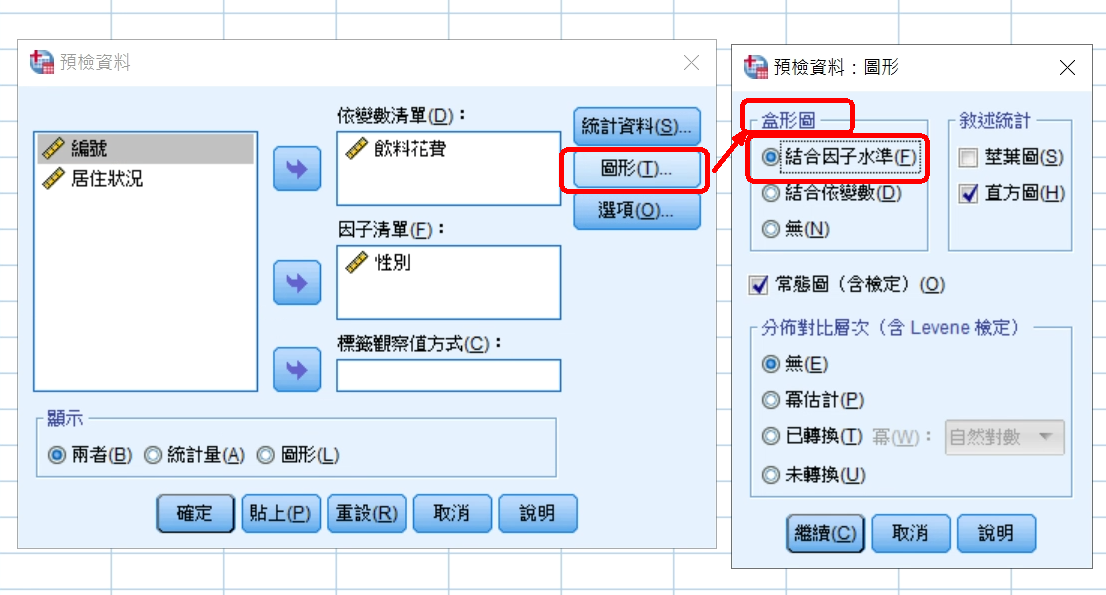 預檢資料
編號
居住狀況
依變數清單(D)：
飲料花費
因子清單(F)：
性別
標籤觀察值方式(C)：
統計資料(S)...
圖形(T)...
選項(O)...
顯示
兩者(B) 統計量(A) 圖形(L)
確定 貼上(P) 重設(R) 取消 說明
預檢資料：圖形
盒形圖
結合因子水準(F)
結合依變數(D)
無(N)
敘述統計
莖葉圖(S)
直方圖(H)
常態圖（含檢定）(O)
分佈對比層次（含 Levene 檢定）
無(E)
冪估計(P)
已轉換(T) 冪(W)： 自然對數
未轉換(U)
繼續(C) 取消 說明